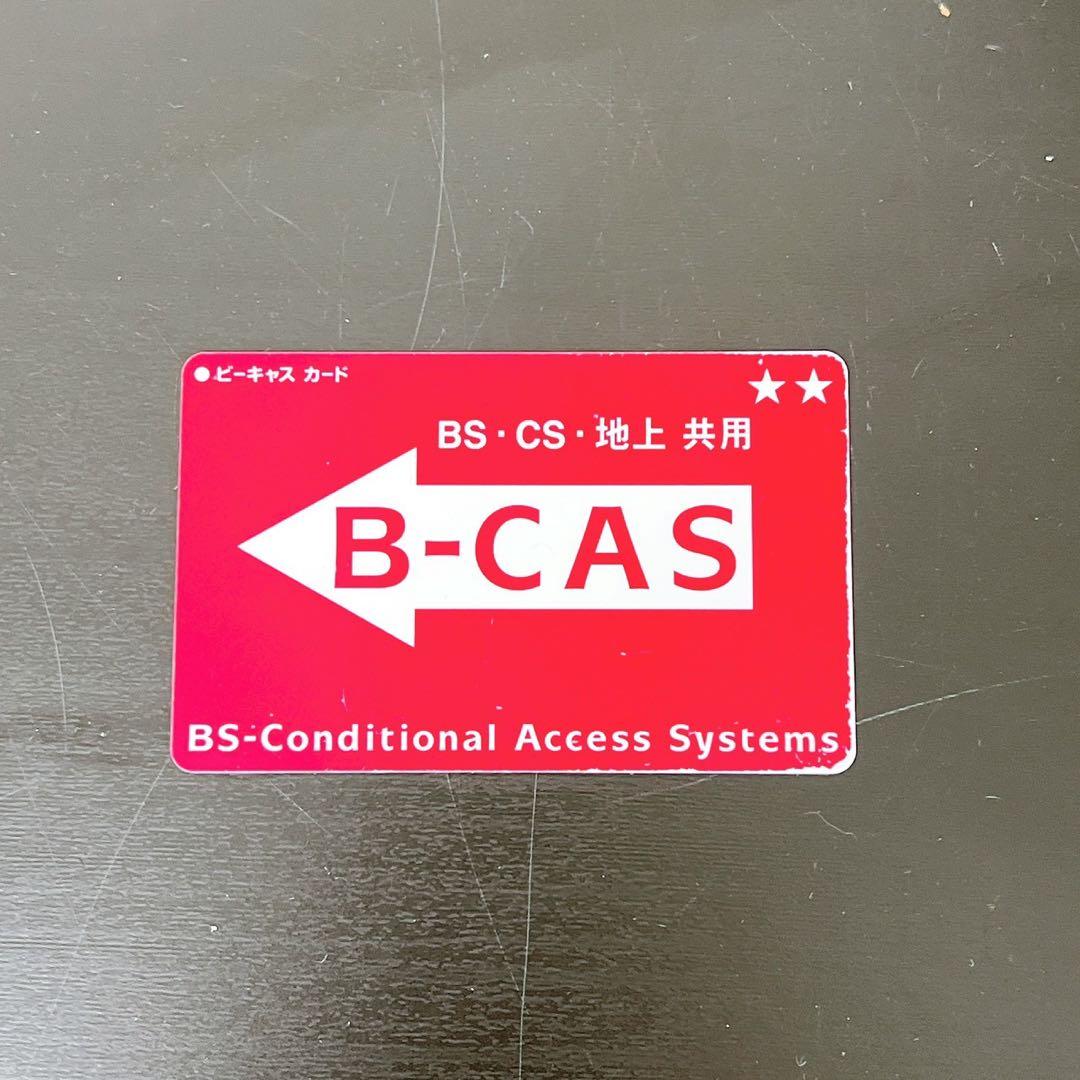 ●ビーキャス カード
★★
BS・CS・地上 共用
B-CAS
BS-Conditional Access Systems